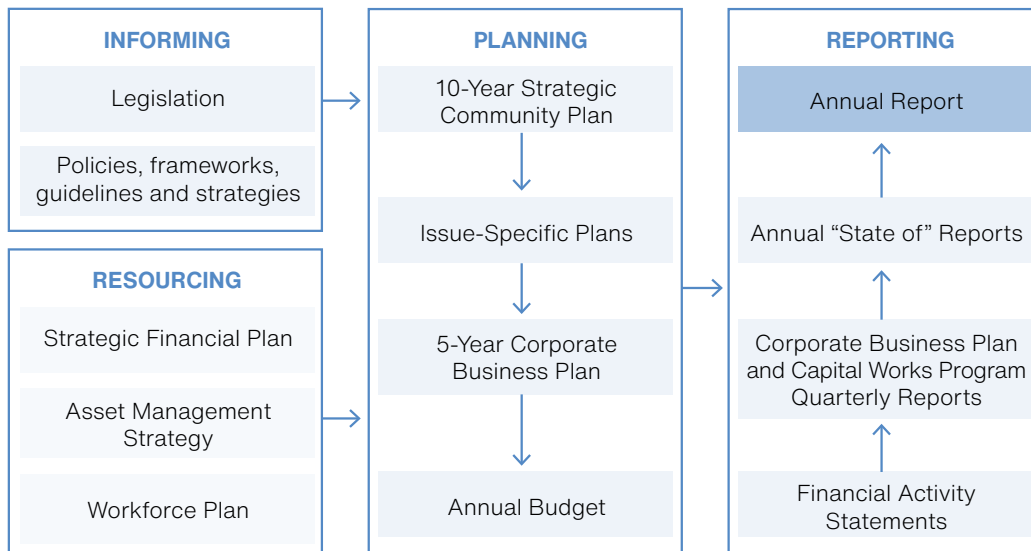 INFORMING
Legislation
Policies, frameworks,
guidelines and strategies
RESOURCING
Strategic Financial Plan
Asset Management
Strategy
Workforce Plan
PLANNING
10-Year Strategic
Community Plan
Issue-Specific Plans
5-Year Corporate
Business Plan
Annual Budget
REPORTING
Annual Report
Annual “State of” Reports
Corporate Business Plan
and Capital Works Program
Quarterly Reports
Financial Activity
Statements